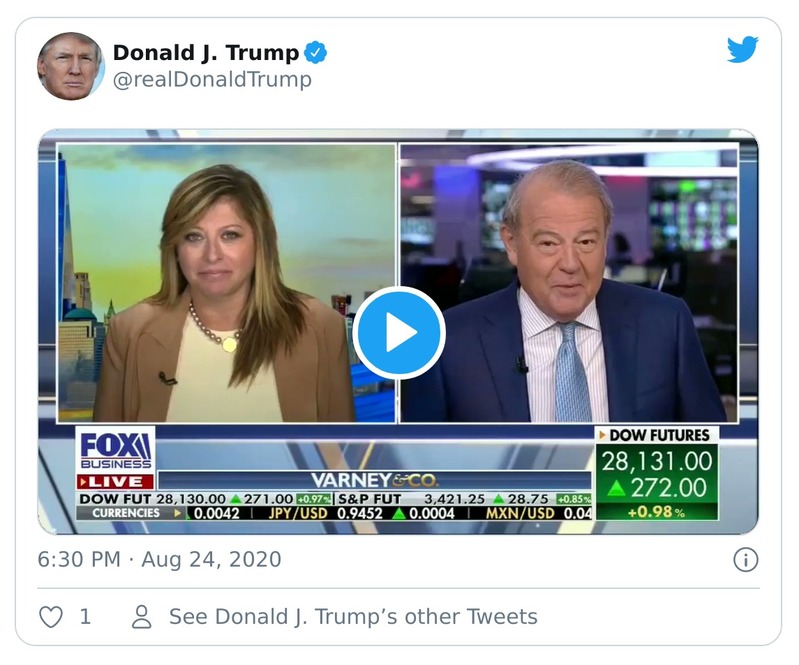 Donald J. Trump
@realDonaldTrump
FOX
BUSINESS
LIVE
VARNEY&CO.
DOW FUT 28,130.00 ▲ 271.00 +0.97% S&P FUT 3,421.25 ▲ 28.75 +0.85%
CURRENCIES 0.0042 JPY/USD 0.9452 ▲ 0.0004 MXN/USD 0.04
DOW FUTURES
28,131.00
▲ 272.00
+0.98%
6:30 PM · Aug 24, 2020
1 See Donald J. Trump’s other Tweets